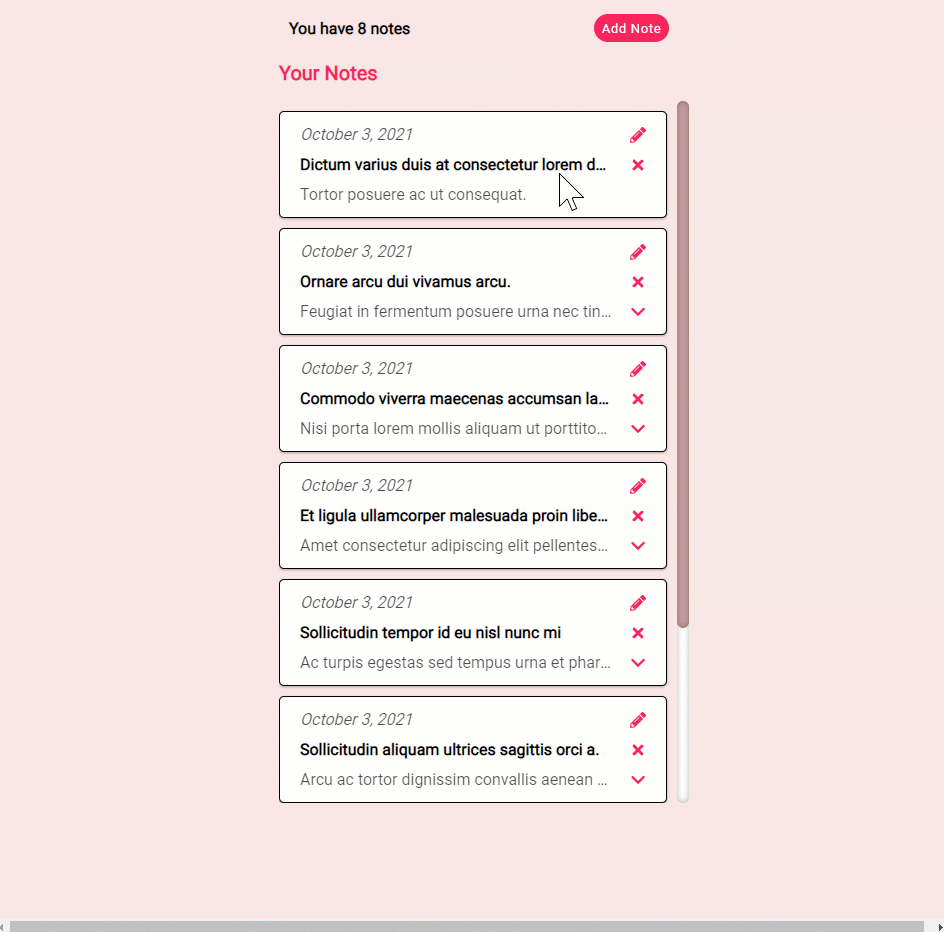 You have 8 notes
Add Note
Your Notes
October 3, 2021
Dictum varius duis at consectetur lorem d...
Tortor posuere ac ut consequat.
October 3, 2021
Ornare arcu dui vivamus arcu.
Feugiat in fermentum posuere urna nec tin...
October 3, 2021
Commodo viverra maecenas accumsan la...
Nisi porta lorem mollis aliquam ut porttito...
October 3, 2021
Et ligula ullamcorper malesuada proin libe...
Amet consectetur adipiscing elit pellentes...
October 3, 2021
Sollicitudin tempor id eu nisl nunc mi
Ac turpis egestas sed tempus urna et phar...
October 3, 2021
Sollicitudin aliquam ultrices sagittis orci a.
Arcu ac tortor dignissim convallis aenean ...